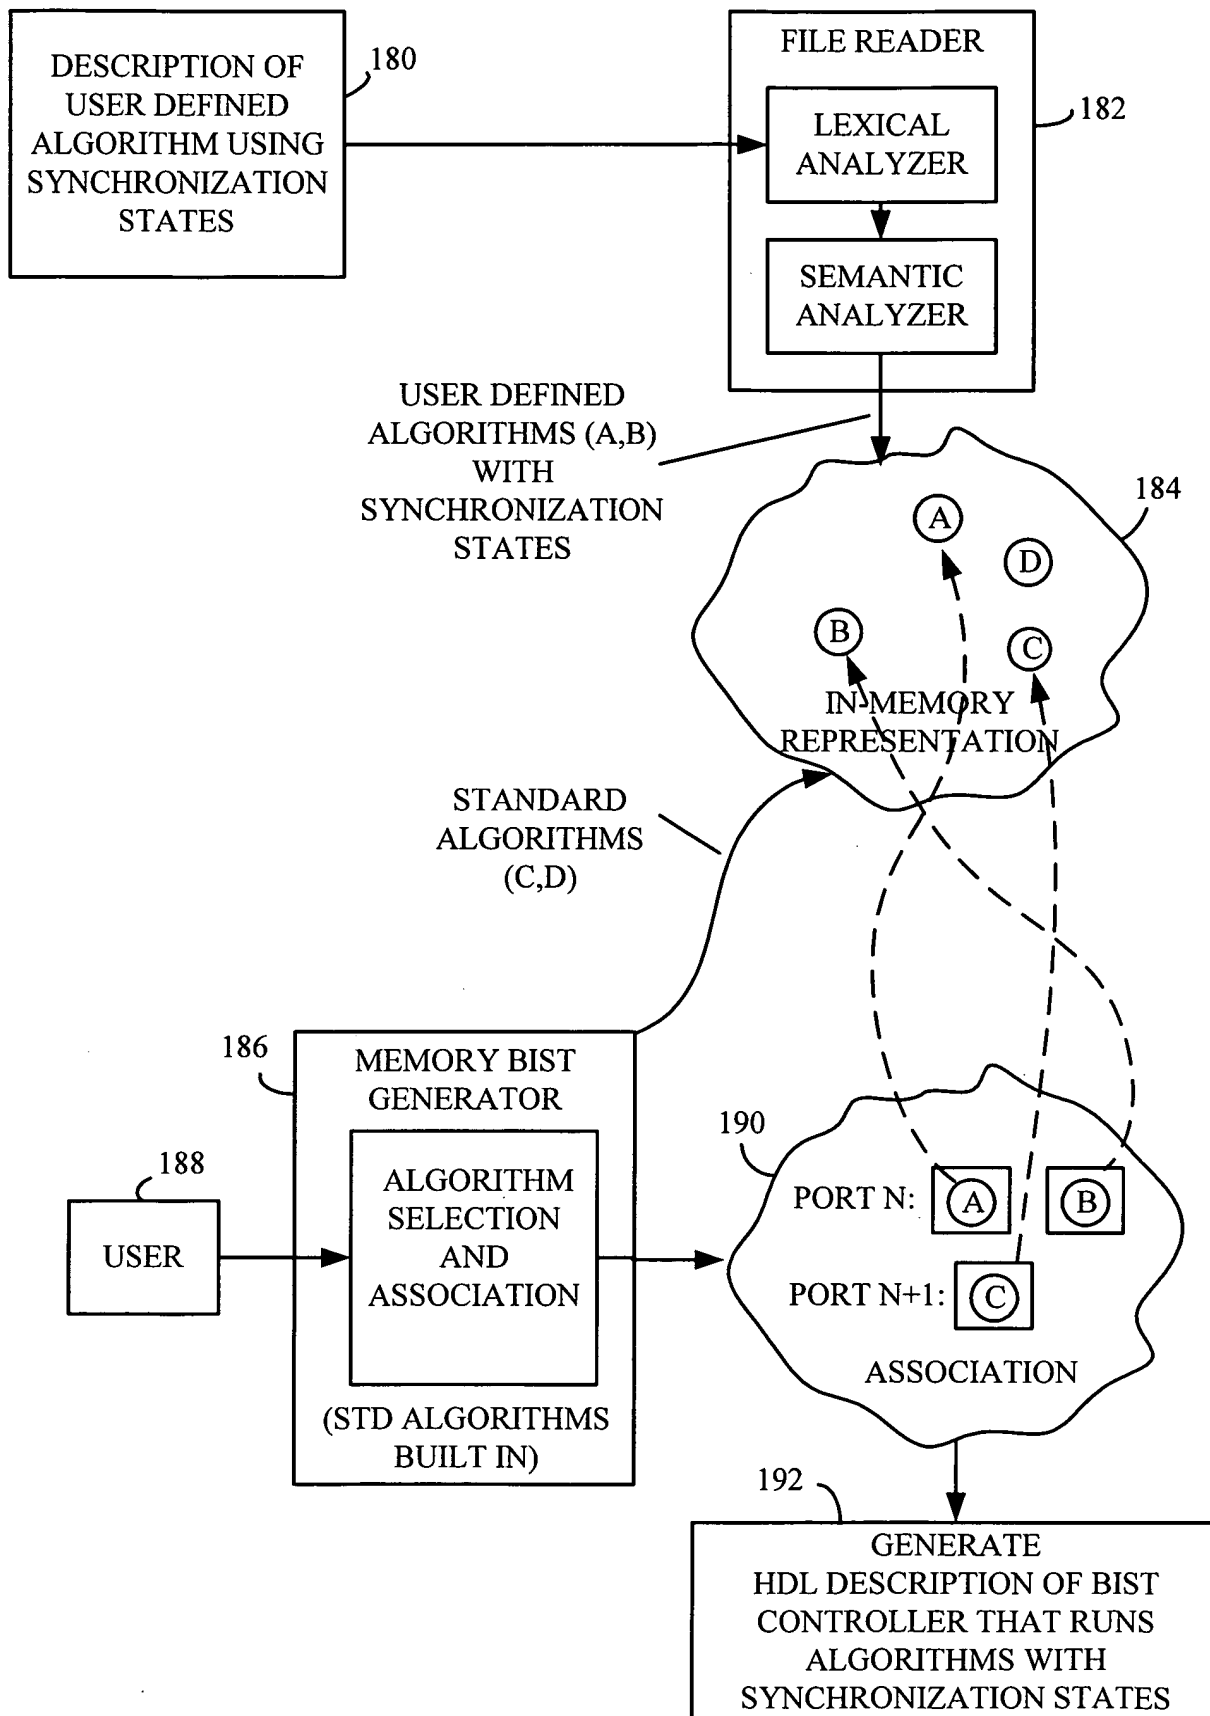 DESCRIPTION OF
USER DEFINED
ALGORITHM USING
SYNCHRONIZATION
STATES
180
FILE READER
LEXICAL
ANALYZER
SEMANTIC
ANALYZER
182
USER DEFINED
ALGORITHMS (A,B)
WITH
SYNCHRONIZATION
STATES
184
A
D
B
C
IN-MEMORY
REPRESENTATION
STANDARD
ALGORITHMS
(C,D)
186
MEMORY BIST
GENERATOR
ALGORITHM
SELECTION
AND
ASSOCIATION
(STD ALGORITHMS
BUILT IN)
188
USER
190
PORT N: A B
PORT N+1: C
ASSOCIATION
192
GENERATE
HDL DESCRIPTION OF BIST
CONTROLLER THAT RUNS
ALGORITHMS WITH
SYNCHRONIZATION STATES